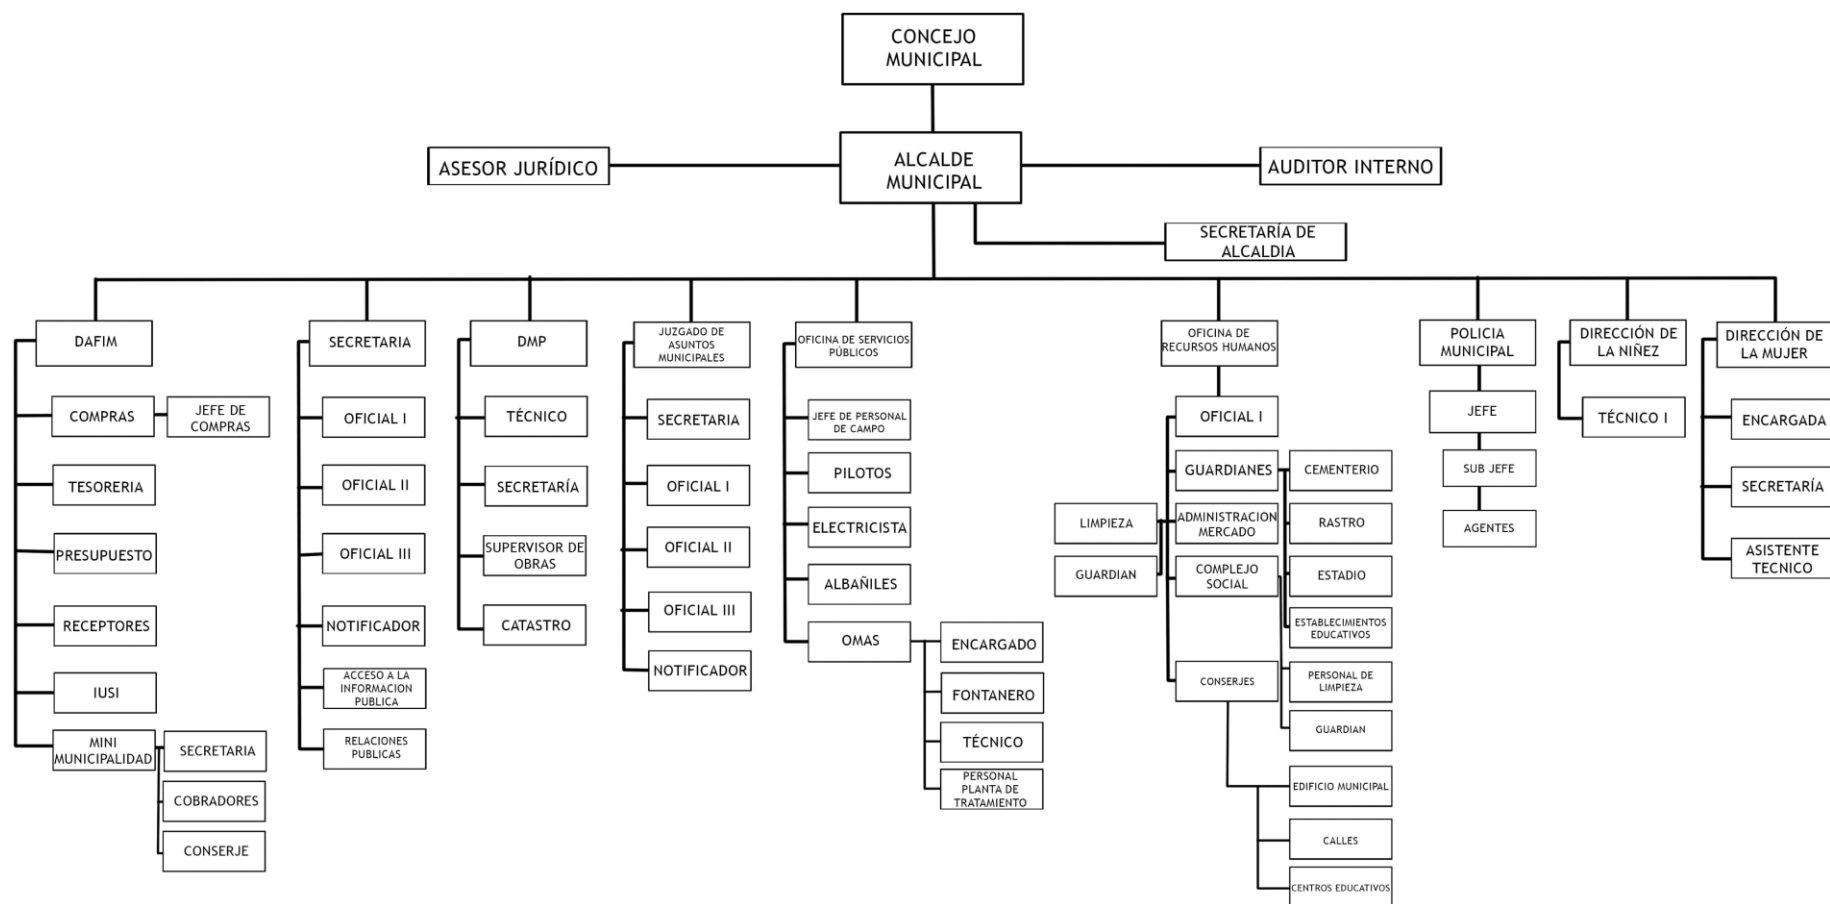 CONCEJO
MUNICIPAL
ASESOR JURÍDICO
ALCALDE
MUNICIPAL
AUDITOR INTERNO
SECRETARÍA DE
ALCALDIA
DAFIM
COMPRAS
JEFE DE
COMPRAS
TESORERIA
PRESUPUESTO
RECEPTORES
IUSI
MINI
MUNICIPALIDAD
SECRETARIA
COBRADORES
CONSERJE
SECRETARIA
OFICIAL I
OFICIAL II
OFICIAL III
NOTIFICADOR
ACCESO A LA
INFORMACION
PUBLICA
RELACIONES
PUBLICAS
DMP
TÉCNICO
SECRETARÍA
SUPERVISOR DE
OBRAS
CATASTRO
JUZGADO DE
ASUNTOS
MUNICIPALES
SECRETARIA
OFICIAL I
OFICIAL II
OFICIAL III
NOTIFICADOR
OFICINA DE SERVICIOS
PÚBLICOS
JEFE DE PERSONAL
DE CAMPO
PILOTOS
ELECTRICISTA
ALBAÑILES
OMAS
ENCARGADO
FONTANERO
TÉCNICO
PERSONAL
PLANTA DE
TRATAMIENTO
OFICINA DE
RECURSOS HUMANOS
OFICIAL I
GUARDIANES
CEMENTERIO
RASTRO
ESTADIO
ESTABLECIMIENTOS
EDUCATIVOS
ADMINISTRACION
MERCADO
LIMPIEZA
GUARDIAN
COMPLEJO
SOCIAL
PERSONAL DE
LIMPIEZA
GUARDIAN
CONSERJES
EDIFICIO MUNICIPAL
CALLES
CENTROS EDUCATIVOS
POLICIA
MUNICIPAL
JEFE
SUB JEFE
AGENTES
DIRECCIÓN DE
LA NIÑEZ
TÉCNICO I
DIRECCIÓN DE
LA MUJER
ENCARGADA
SECRETARÍA
ASISTENTE
TECNICO